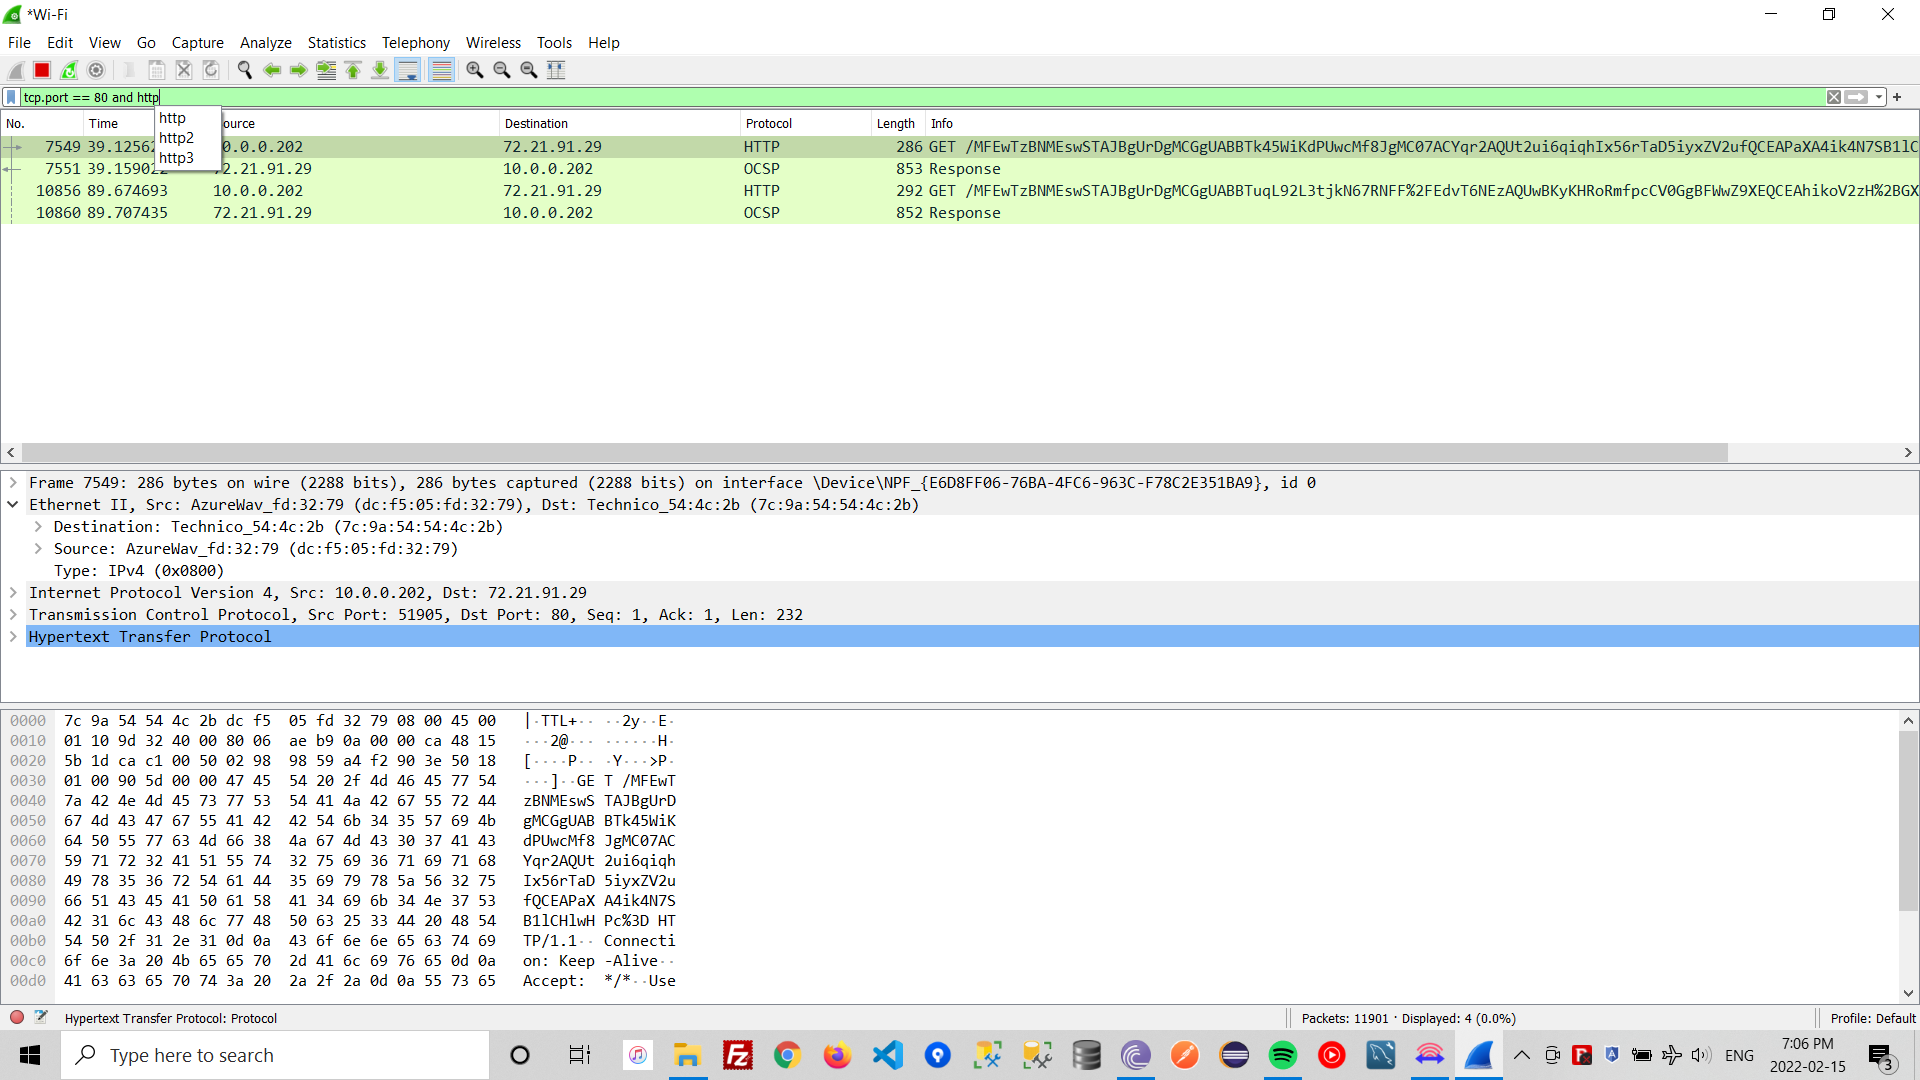 *Wi-Fi
File Edit View Go Capture Analyze Statistics Telephony Wireless Tools Help
tcp.port == 80 and http
http
http2
http3
No. Time ource Destination Protocol Length Info
7549 39.12562 0.0.0.202 72.21.91.29 HTTP 286 GET /MFEwTzBNMEswSTAJBgUrDgMCGgUABBTk45WiKdPUwcMf8JgMC07ACYqr2AQUt2ui6qiqhIx56rTaD5iyxZV2ufQCEAPaXA4ik4N7SB1lC
7551 39.159022 72.21.91.29 10.0.0.202 OCSP 853 Response
10856 89.674693 10.0.0.202 72.21.91.29 HTTP 292 GET /MFEwTzBNMEswSTAJBgUrDgMCGgUABBTuqL92L3tjkN67RNFF%2FEdvT6NEzAQUwBKyKHRoRmfpcCV0GgBFWwZ9XEQCEAhikoV2zH%2BGX
10860 89.707435 72.21.91.29 10.0.0.202 OCSP 852 Response
Frame 7549: 286 bytes on wire (2288 bits), 286 bytes captured (2288 bits) on interface \Device\NPF_{E6D8FF06-76BA-4FC6-963C-F78C2E351BA9}, id 0
Ethernet II, Src: AzureWav_fd:32:79 (dc:f5:05:fd:32:79), Dst: Technico_54:4c:2b (7c:9a:54:54:4c:2b)
Destination: Technico_54:4c:2b (7c:9a:54:54:4c:2b)
Source: AzureWav_fd:32:79 (dc:f5:05:fd:32:79)
Type: IPv4 (0x0800)
Internet Protocol Version 4, Src: 10.0.0.202, Dst: 72.21.91.29
Transmission Control Protocol, Src Port: 51905, Dst Port: 80, Seq: 1, Ack: 1, Len: 232
Hypertext Transfer Protocol
0000 7c 9a 54 54 4c 2b dc f5 05 fd 32 79 08 00 45 00 |·TTL+·· ··2y··E·
0010 01 10 9d 32 40 00 80 06 ae b9 0a 00 00 ca 48 15 ···2@··· ······H·
0020 5b 1d ca c1 00 50 02 98 98 59 a4 f2 90 3e 50 18 [····P·· ·Y···>P·
0030 01 00 90 5d 00 00 47 45 54 20 2f 4d 46 45 77 54 ···]··GE T /MFEwT
0040 7a 42 4e 4d 45 73 77 53 54 41 4a 42 67 55 72 44 zBNMEswS TAJBgUrD
0050 67 4d 43 47 67 55 41 42 42 54 6b 34 35 57 69 4b gMCGgUAB BTk45WiK
0060 64 50 55 77 63 4d 66 38 4a 67 4d 43 30 37 41 43 dPUwcMf8 JgMC07AC
0070 59 71 72 32 41 51 55 74 32 75 69 36 71 69 71 68 Yqr2AQUt 2ui6qiqh
0080 49 78 35 36 72 54 61 44 35 69 79 78 5a 56 32 75 Ix56rTaD 5iyxZV2u
0090 66 51 43 45 41 50 61 58 41 34 69 6b 34 4e 37 53 fQCEAPaX A4ik4N7S
00a0 42 31 6c 43 48 6c 77 48 50 63 25 33 44 20 48 54 B1lCHlwH Pc%3D HT
00b0 54 50 2f 31 2e 31 0d 0a 43 6f 6e 6e 65 63 74 69 TP/1.1·· Connecti
00c0 6f 6e 3a 20 4b 65 65 70 2d 41 6c 69 76 65 0d 0a on: Keep -Alive··
00d0 41 63 63 65 70 74 3a 20 2a 2f 2a 0d 0a 55 73 65 Accept: */*··Use
Hypertext Transfer Protocol: Protocol Packets: 11901 · Displayed: 4 (0.0%) Profile: Default
Type here to search ENG 7:06 PM
2022-02-15 3